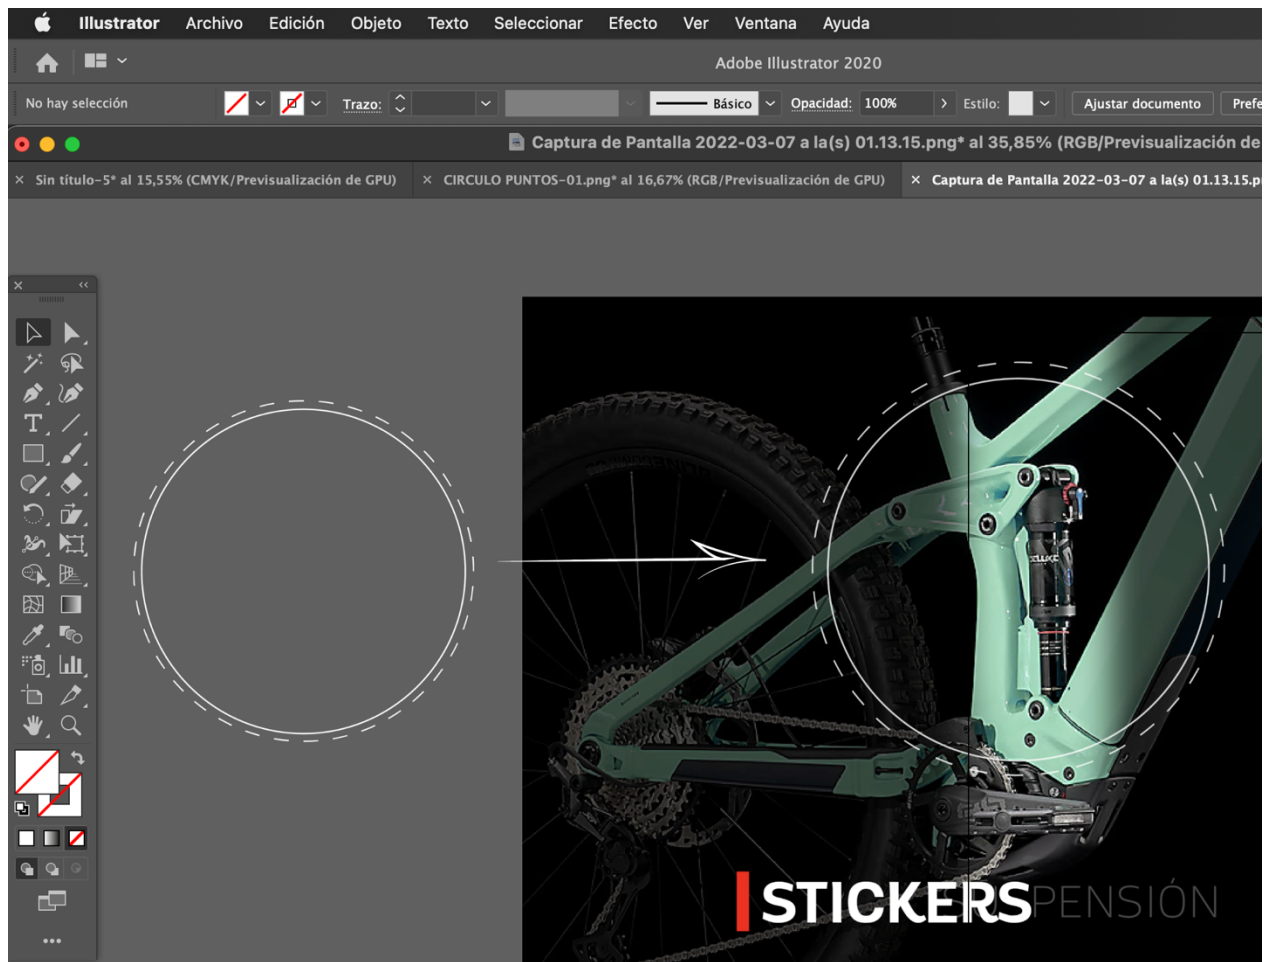 Illustrator Archivo Edición Objeto Texto Seleccionar Efecto Ver Ventana Ayuda
Adobe Illustrator 2020
No hay selección Trazo: Básico Opacidad: 100% Estilo: Ajustar documento Prefe
Captura de Pantalla 2022-03-07 a la(s) 01.13.15.png* al 35,85% (RGB/Previsualización de
× Sin título-5* al 15,55% (CMYK/Previsualización de GPU) × CIRCULO PUNTOS-01.png* al 16,67% (RGB/Previsualización de GPU) × Captura de Pantalla 2022-03-07 a la(s) 01.13.15.p
DELUXE
STICKERS PENSIÓN